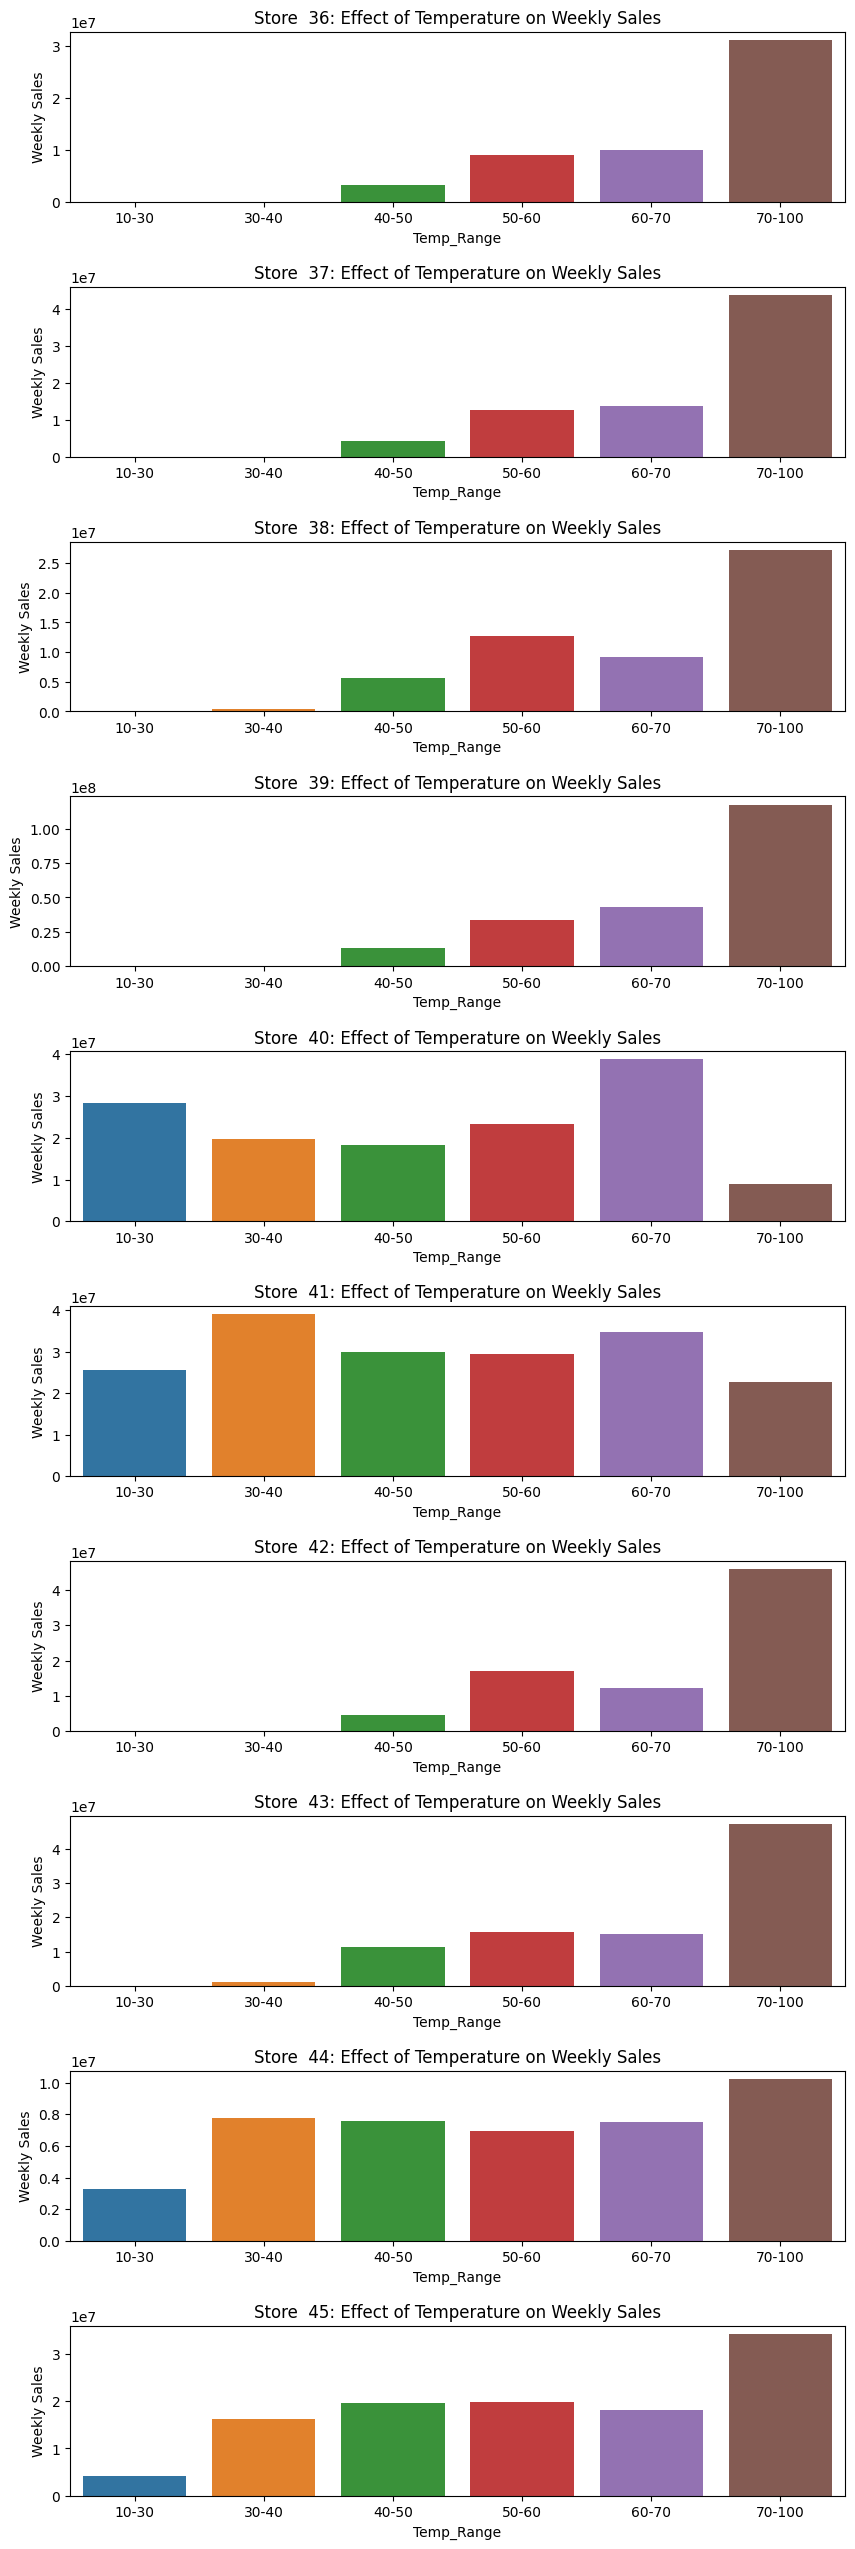 Store  36: Effect of Temperature on Weekly Sales
1e7
3
2
1
0
Weekly Sales
10-30 30-40 40-50 50-60 60-70 70-100
Temp_Range
Store  37: Effect of Temperature on Weekly Sales
1e7
4
3
2
1
0
Weekly Sales
10-30 30-40 40-50 50-60 60-70 70-100
Temp_Range
Store  38: Effect of Temperature on Weekly Sales
1e7
2.5
2.0
1.5
1.0
0.5
0.0
Weekly Sales
10-30 30-40 40-50 50-60 60-70 70-100
Temp_Range
Store  39: Effect of Temperature on Weekly Sales
1e8
1.00
0.75
0.50
0.25
0.00
Weekly Sales
10-30 30-40 40-50 50-60 60-70 70-100
Temp_Range
Store  40: Effect of Temperature on Weekly Sales
1e7
4
3
2
1
0
Weekly Sales
10-30 30-40 40-50 50-60 60-70 70-100
Temp_Range
Store  41: Effect of Temperature on Weekly Sales
1e7
4
3
2
1
0
Weekly Sales
10-30 30-40 40-50 50-60 60-70 70-100
Temp_Range
Store  42: Effect of Temperature on Weekly Sales
1e7
4
3
2
1
0
Weekly Sales
10-30 30-40 40-50 50-60 60-70 70-100
Temp_Range
Store  43: Effect of Temperature on Weekly Sales
1e7
4
3
2
1
0
Weekly Sales
10-30 30-40 40-50 50-60 60-70 70-100
Temp_Range
Store  44: Effect of Temperature on Weekly Sales
1e7
1.0
0.8
0.6
0.4
0.2
0.0
Weekly Sales
10-30 30-40 40-50 50-60 60-70 70-100
Temp_Range
Store  45: Effect of Temperature on Weekly Sales
1e7
3
2
1
0
Weekly Sales
10-30 30-40 40-50 50-60 60-70 70-100
Temp_Range